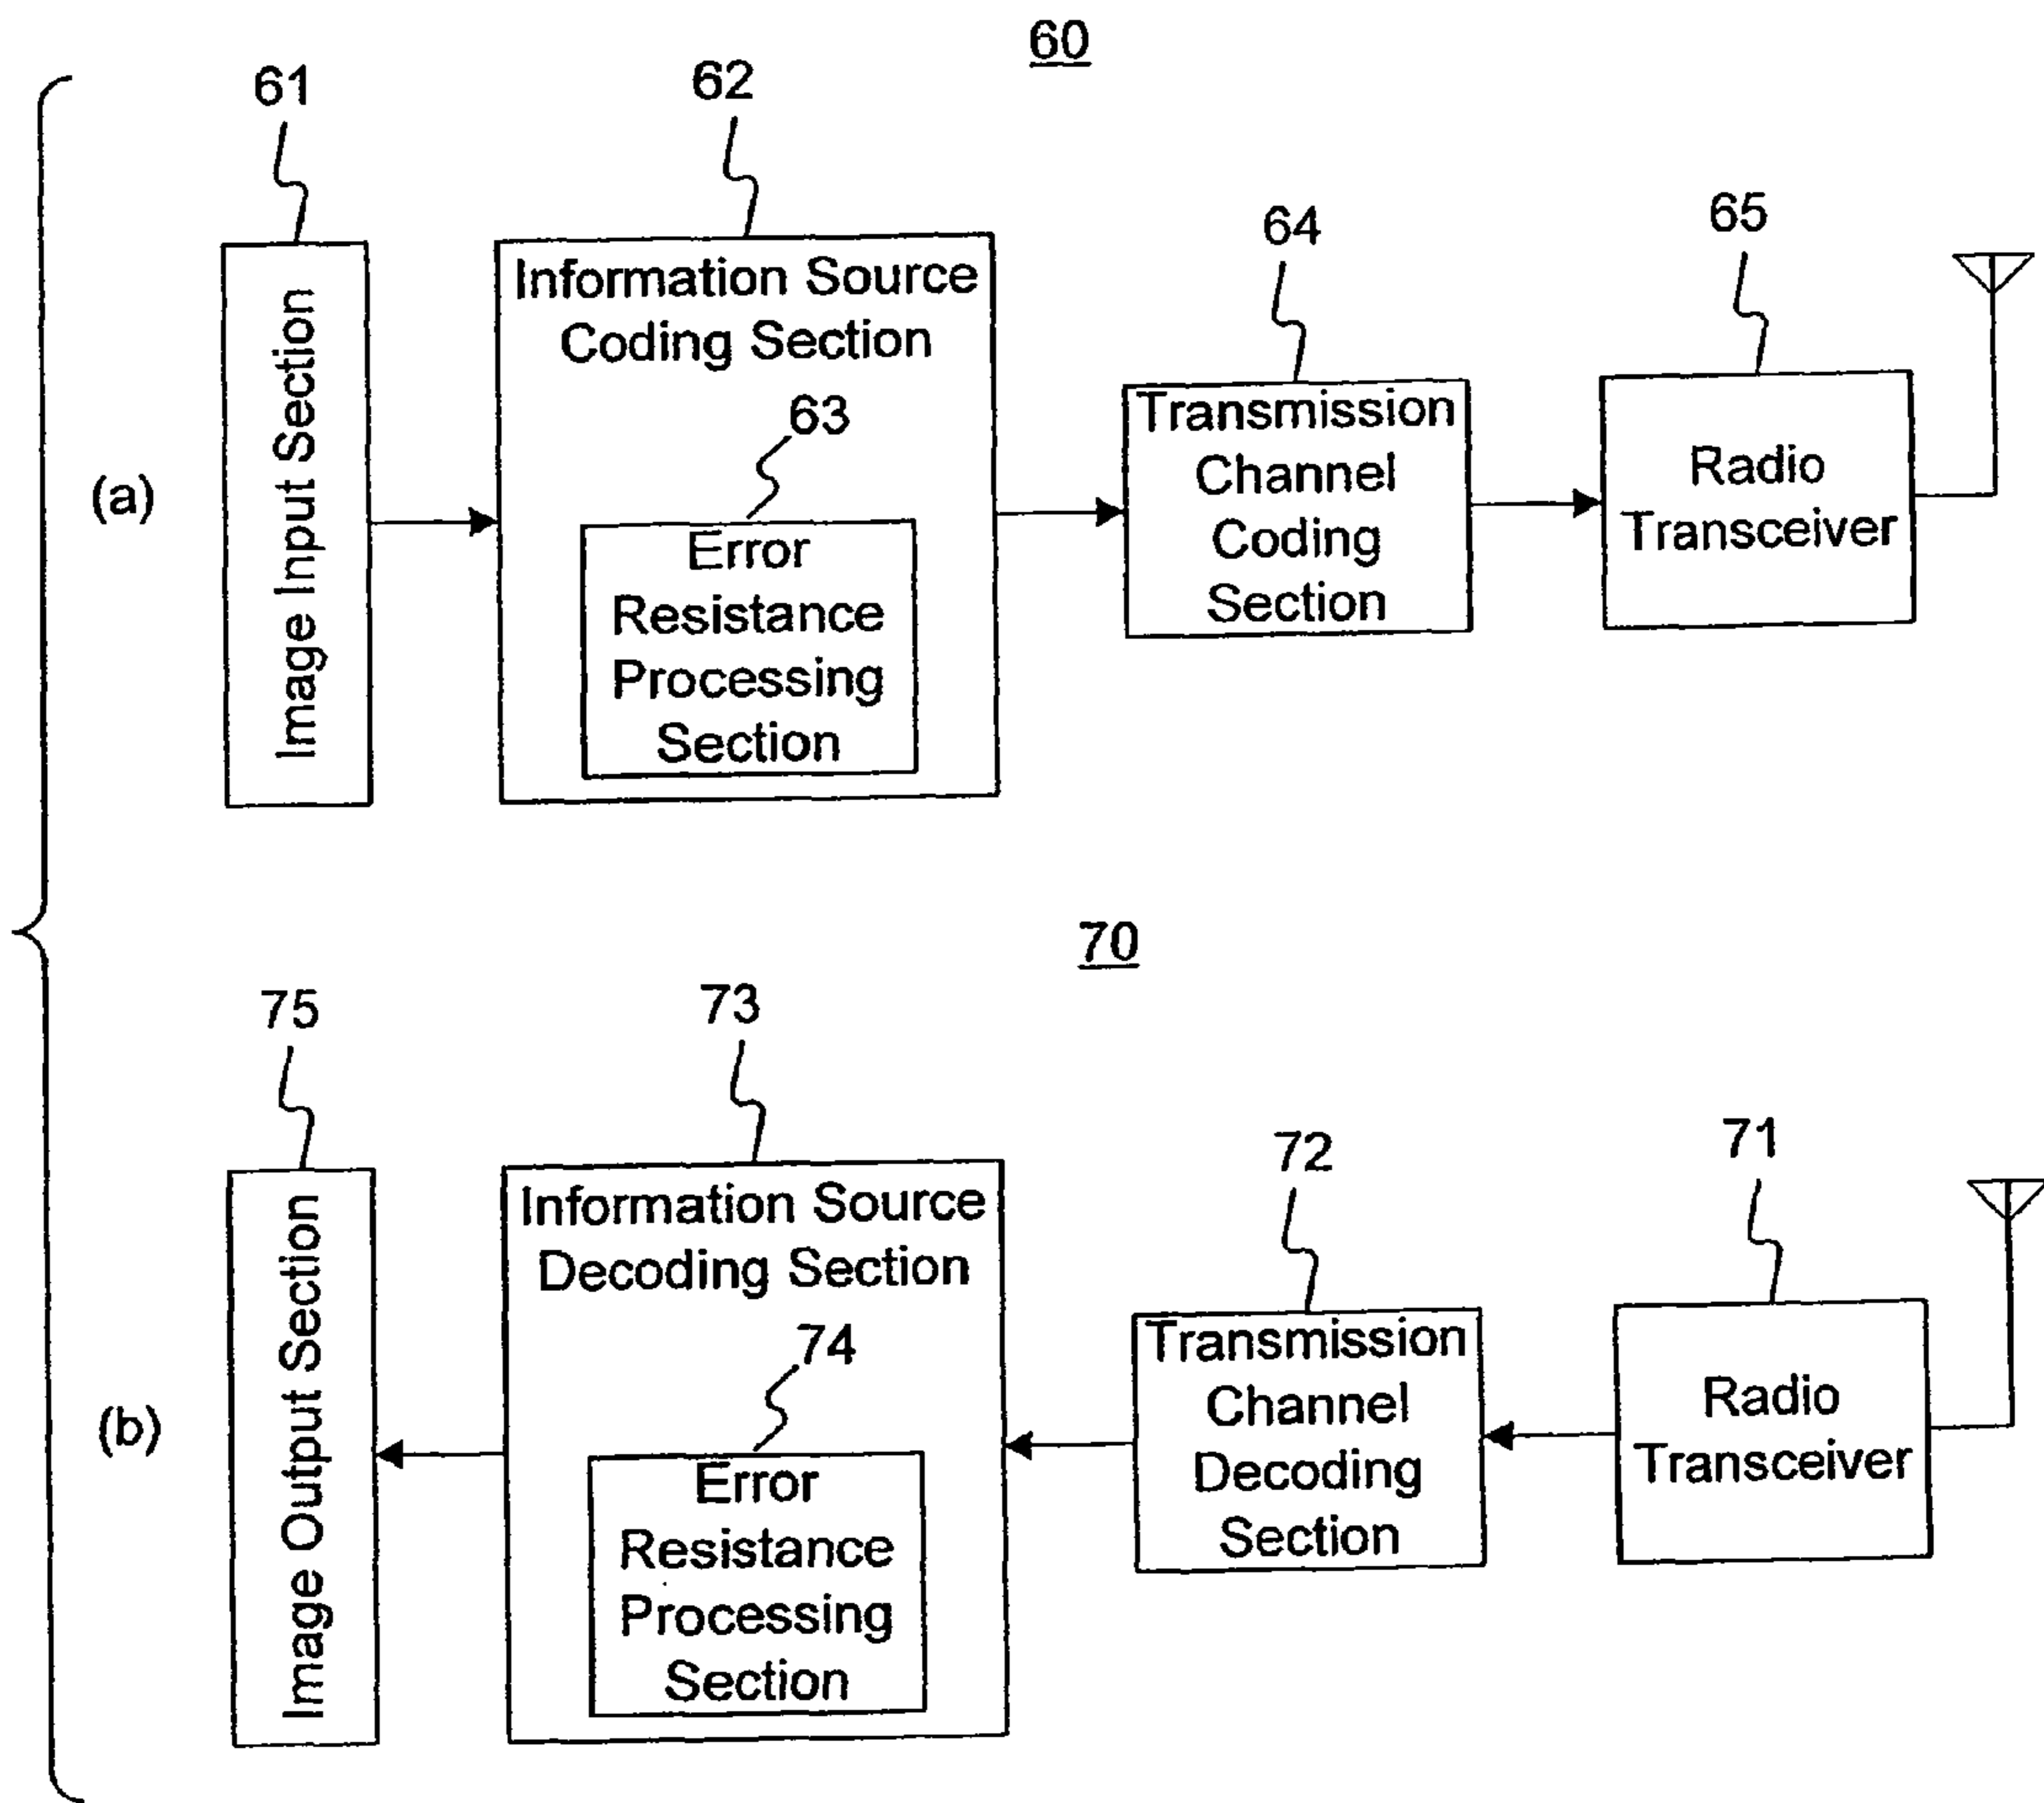 60
61
62
Information Source
Coding Section
63
Error
Resistance
Processing
Section
64
Transmission
Channel
Coding
Section
65
Radio
Transceiver
Image Input Section
(a)
70
75
73
Information Source
Decoding Section
74
Error
Resistance
Processing
Section
72
Transmission
Channel
Decoding
Section
71
Radio
Transceiver
Image Output Section
(b)